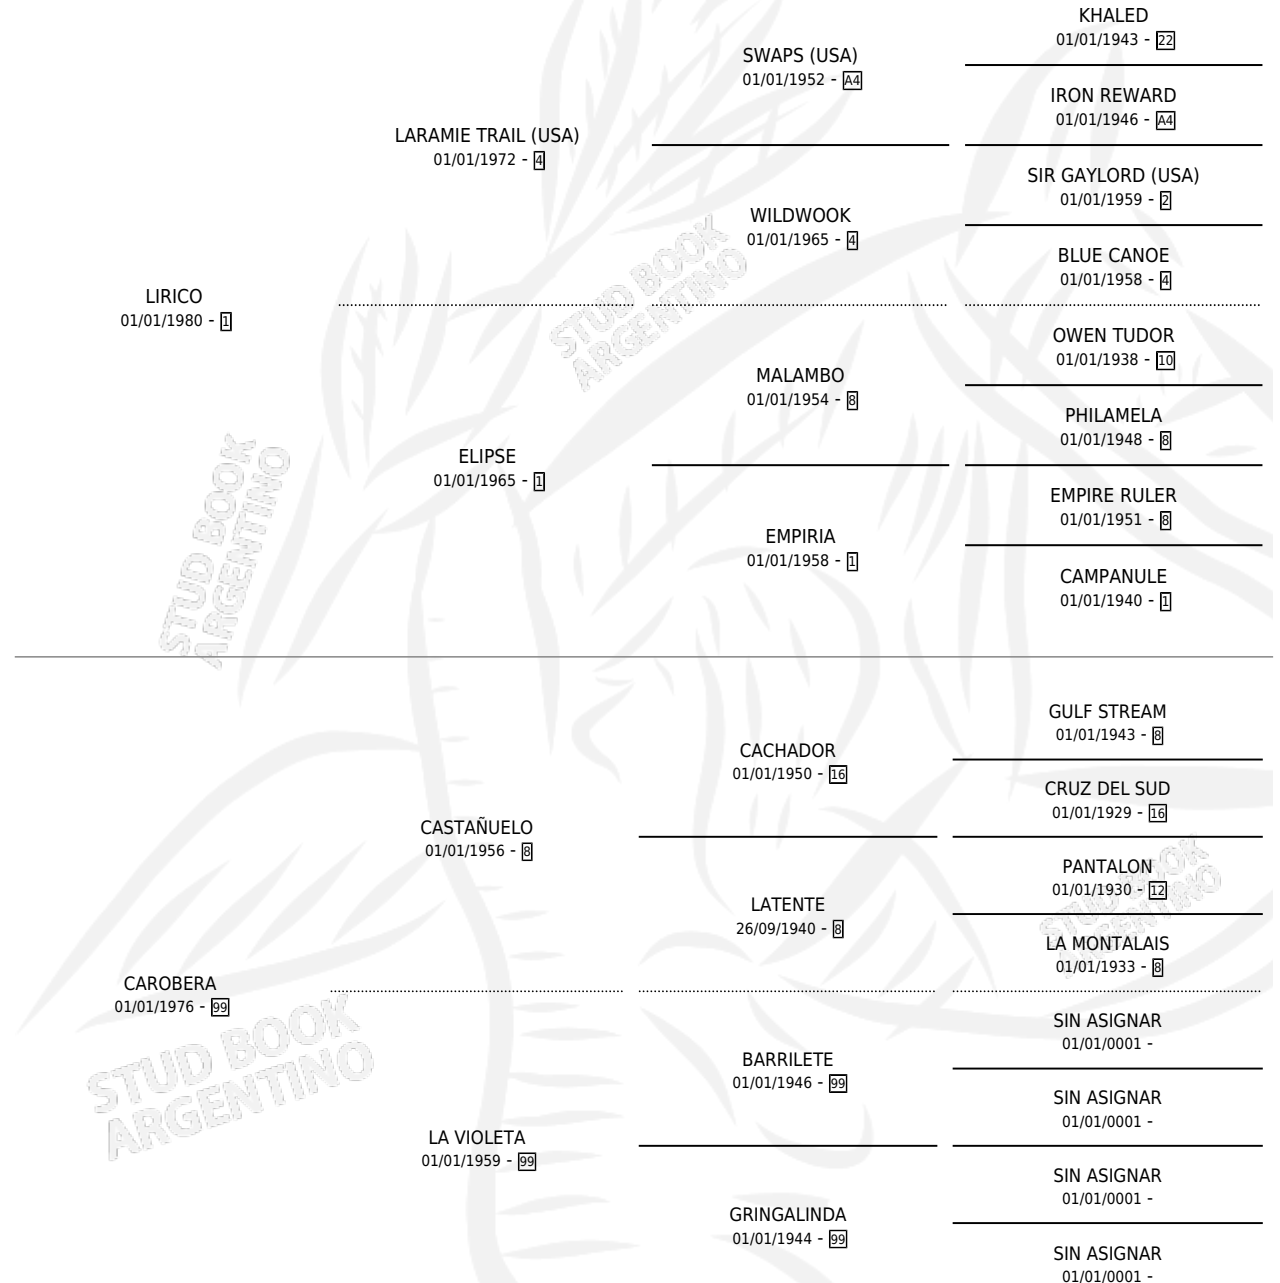 KHALED
01/01/1943 - 22
SWAPS (USA)
01/01/1952 - A4
IRON REWARD
01/01/1946 - A4
LARAMIE TRAIL (USA)
01/01/1972 - 4
SIR GAYLORD (USA)
01/01/1959 - 2
WILDWOOK
01/01/1965 - 4
BLUE CANOE
01/01/1958 - 4
LIRICO
01/01/1980 - 1
STUD BOOK
ARGENTINO
OWEN TUDOR
01/01/1938 - 10
MALAMBO
01/01/1954 - 8
PHILAMELA
01/01/1948 - 8
ELIPSE
01/01/1965 - 1
EMPIRE RULER
01/01/1951 - 8
EMPIRIA
01/01/1958 - 1
CAMPANULE
01/01/1940 - 1
STUD BOOK
ARGENTINO
GULF STREAM
01/01/1943 - 8
CACHADOR
01/01/1950 - 16
CRUZ DEL SUD
01/01/1929 - 16
CASTAÑUELO
01/01/1956 - 8
PANTALON
01/01/1930 - 12
LATENTE
26/09/1940 - 8
LA MONTALAIS
01/01/1933 - 8
STUD BOOK
ARGENTINO
CAROBERA
01/01/1976 - 99
SIN ASIGNAR
01/01/0001 -
BARRILETE
01/01/1946 - 99
SIN ASIGNAR
01/01/0001 -
STUD BOOK
ARGENTINO
LA VIOLETA
01/01/1959 - 99
SIN ASIGNAR
01/01/0001 -
GRINGALINDA
01/01/1944 - 99
SIN ASIGNAR
01/01/0001 -